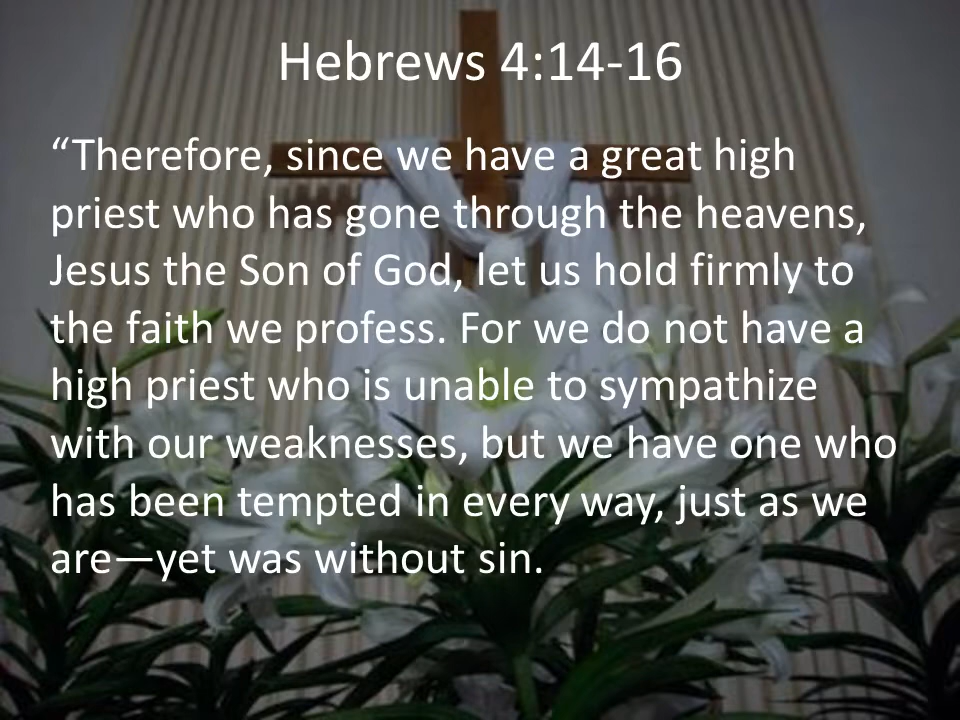 Hebrews 4:14-16
“Therefore, since we have a great high
priest who has gone through the heavens,
Jesus the Son of God, let us hold firmly to
the faith we profess. For we do not have a
high priest who is unable to sympathize
with our weaknesses, but we have one who
has been tempted in every way, just as we
are—yet was without sin.